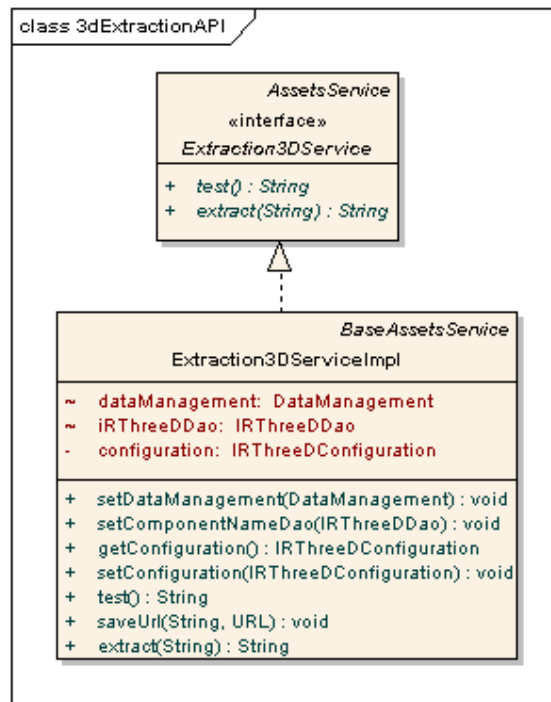 class 3dExtractionAPI
AssetsService
«interface»
Extraction3DService
+ test() : String
+ extract(String) : String
BaseAssetsService
Extraction3DServiceImpl
~ dataManagement: DataManagement
~ iRThreeDDao: IRThreeDDao
- configuration: IRThreeDConfiguration
+ setDataManagement(DataManagement) : void
+ setComponentNameDao(IRThreeDDao) : void
+ getConfiguration() : IRThreeDConfiguration
+ setConfiguration(IRThreeDConfiguration) : void
+ test() : String
+ saveUrl(String, URL) : void
+ extract(String) : String